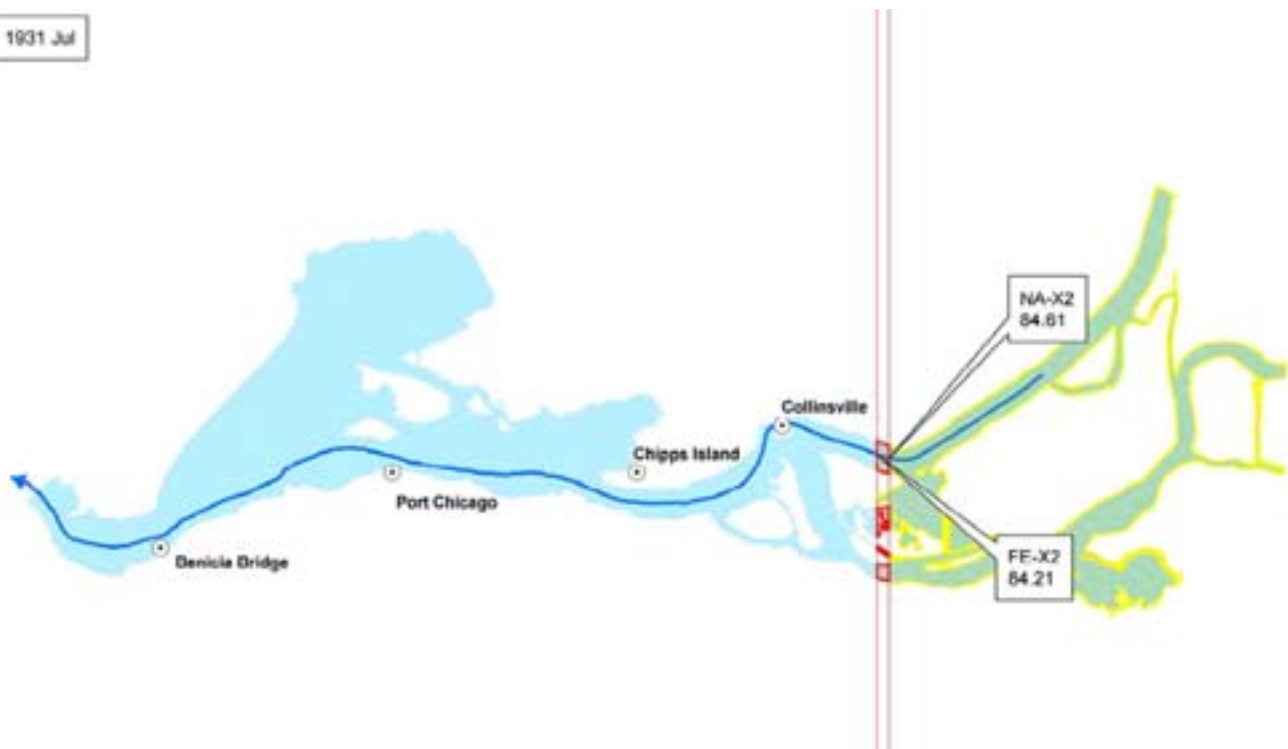 1931 Jul
NA-X2
84.61
Collinsville
Chipps Island
Port Chicago
Benicia Bridge
FE-X2
84.21